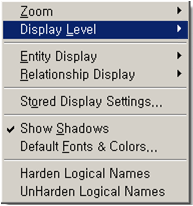 Zoom
Display Level
Entity Display
Relationship Display
Stored Display Settings...
Show Shadows
Default Fonts & Colors...
Harden Logical Names
UnHarden Logical Names